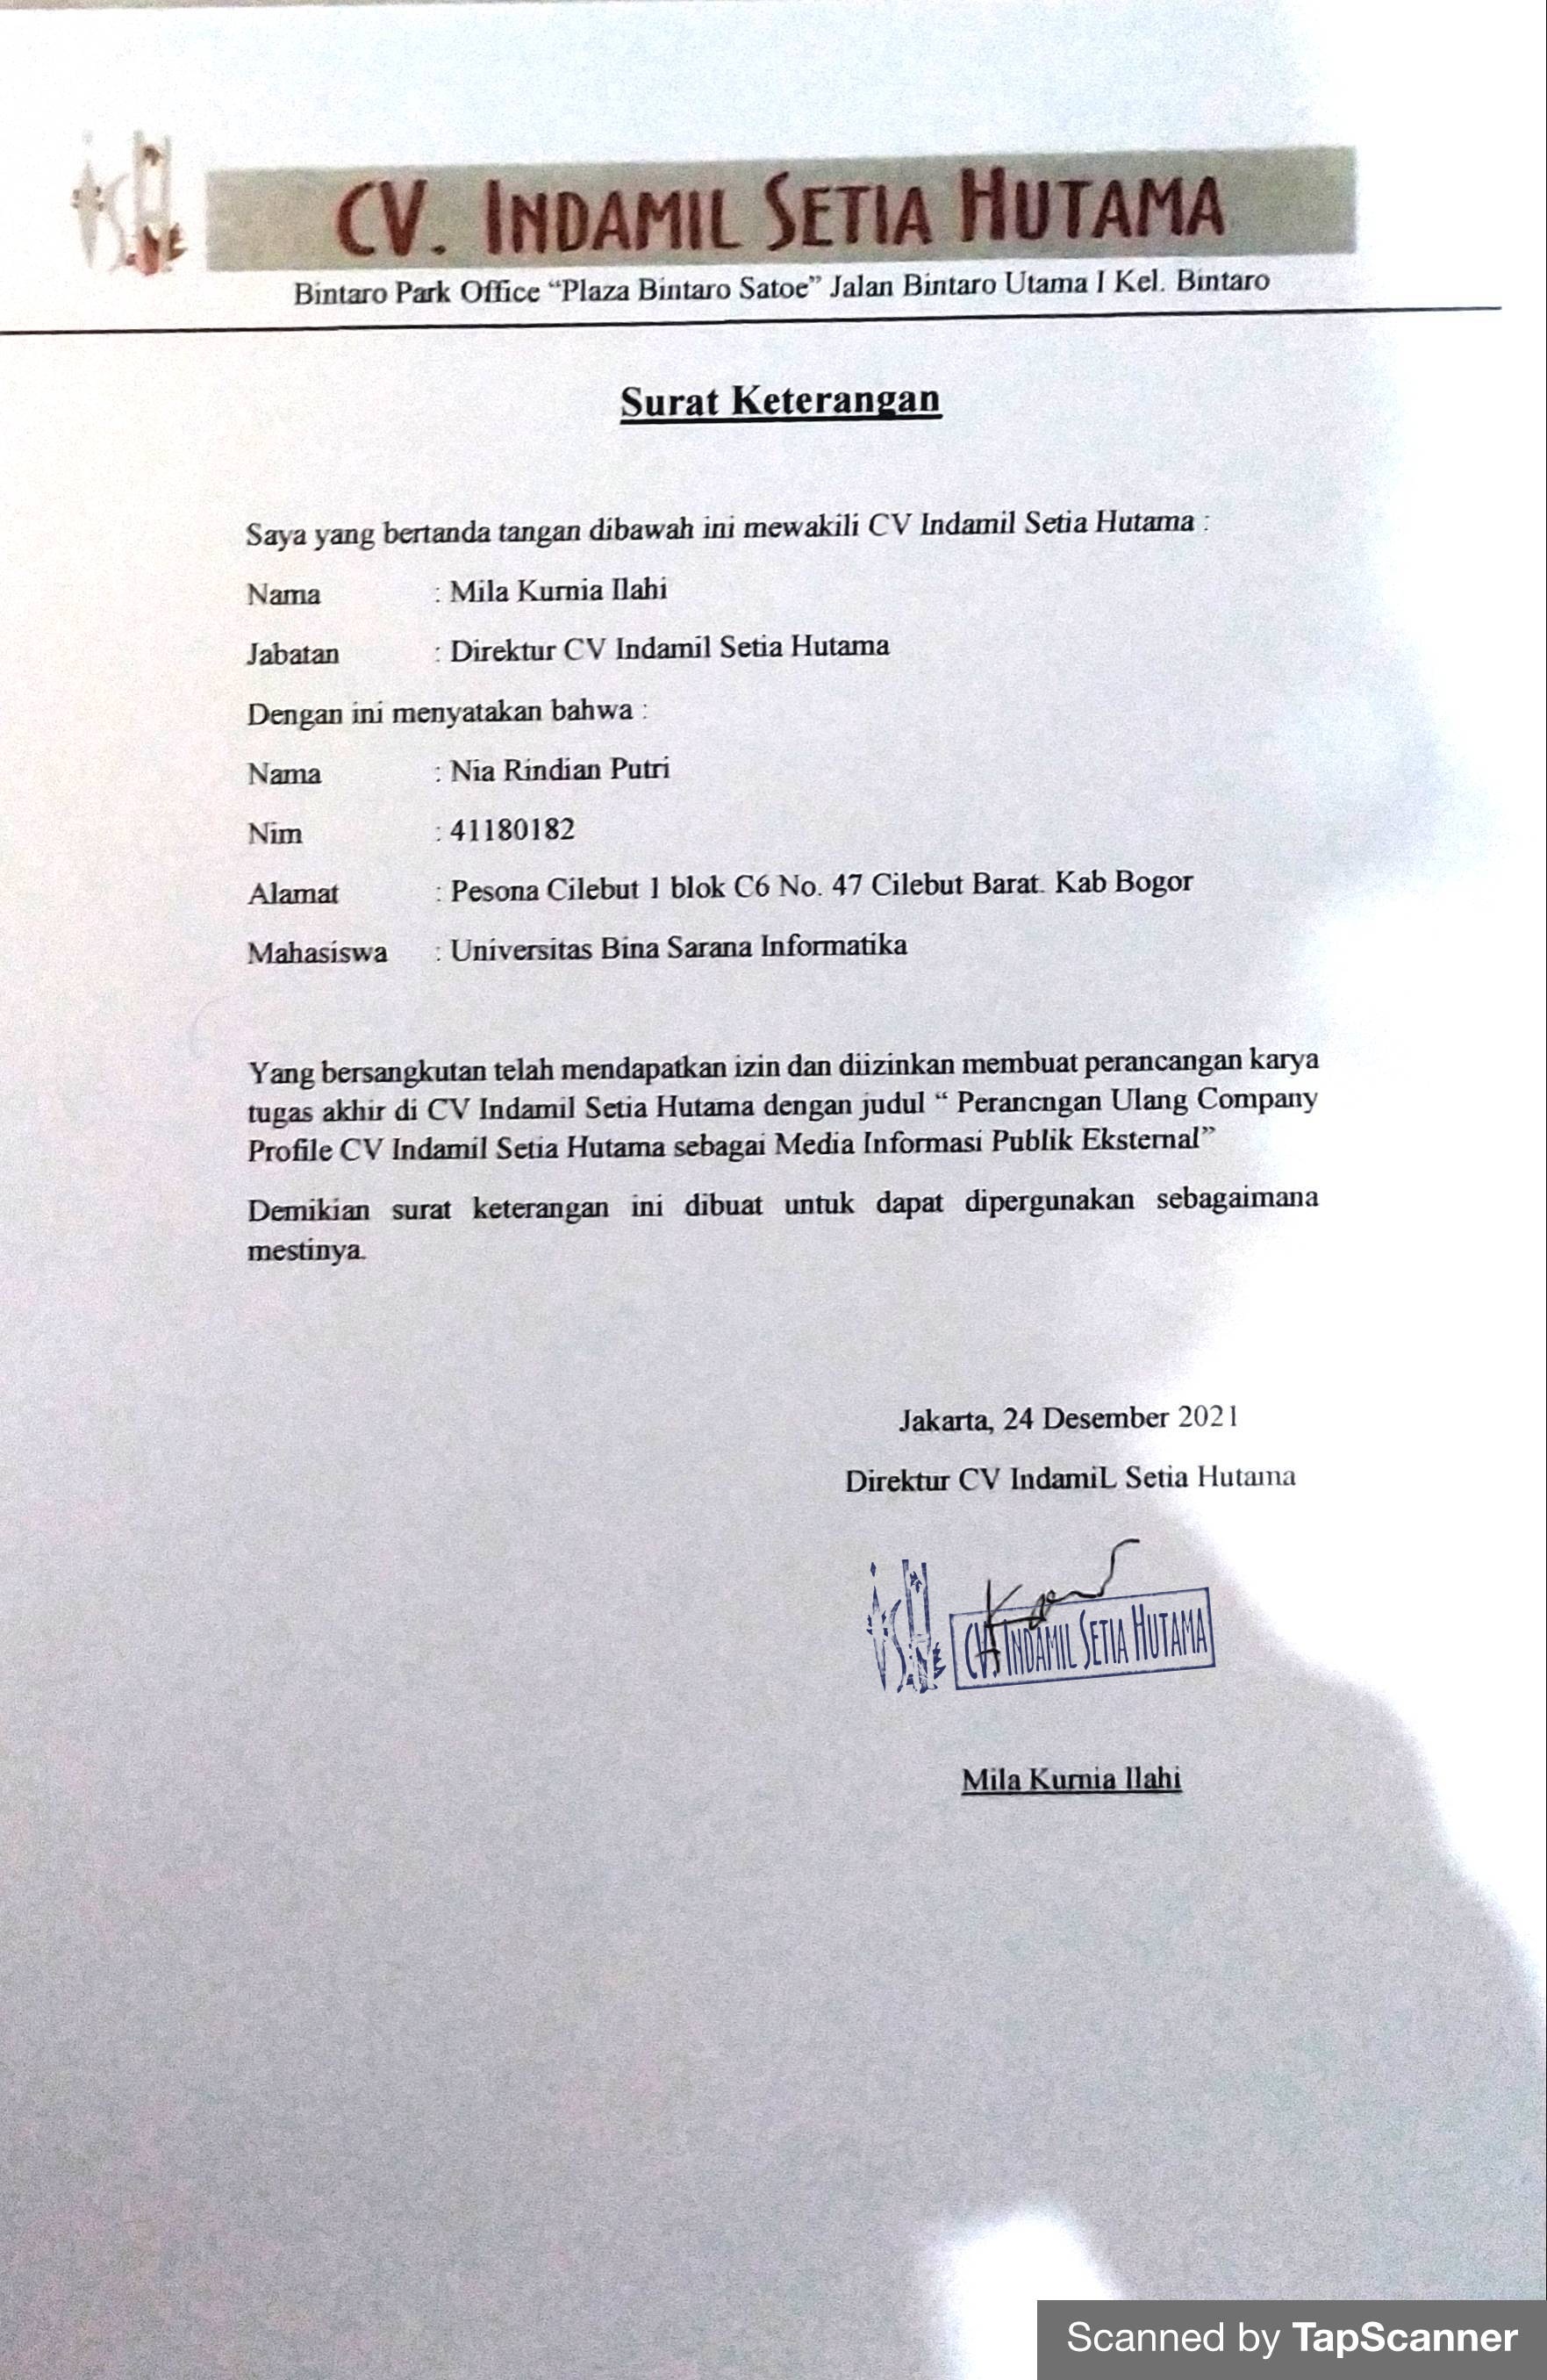 CV. INDAMIL SETIA HUTAMA
Bintaro Park Office “Plaza Bintaro Satoe” Jalan Bintaro Utama I Kel. Bintaro
Surat Keterangan
Saya yang bertanda tangan dibawah ini mewakili CV Indamil Setia Hutama :
Nama : Mila Kurnia Ilahi
Jabatan : Direktur CV Indamil Setia Hutama
Dengan ini menyatakan bahwa :
Nama : Nia Rindian Putri
Nim : 41180182
Alamat : Pesona Cilebut 1 blok C6 No. 47 Cilebut Barat. Kab Bogor
Mahasiswa : Universitas Bina Sarana Informatika
Yang bersangkutan telah mendapatkan izin dan diizinkan membuat perancangan karya
tugas akhir di CV Indamil Setia Hutama dengan judul “ Perancngan Ulang Company
Profile CV Indamil Setia Hutama sebagai Media Informasi Publik Eksternal”
Demikian surat keterangan ini dibuat untuk dapat dipergunakan sebagaimana
mestinya.
Jakarta, 24 Desember 2021
Direktur CV IndamiL Setia Hutama
CV. INDAMIL SETIA HUTAMA
Mila Kurnia Ilahi
Scanned by TapScanner